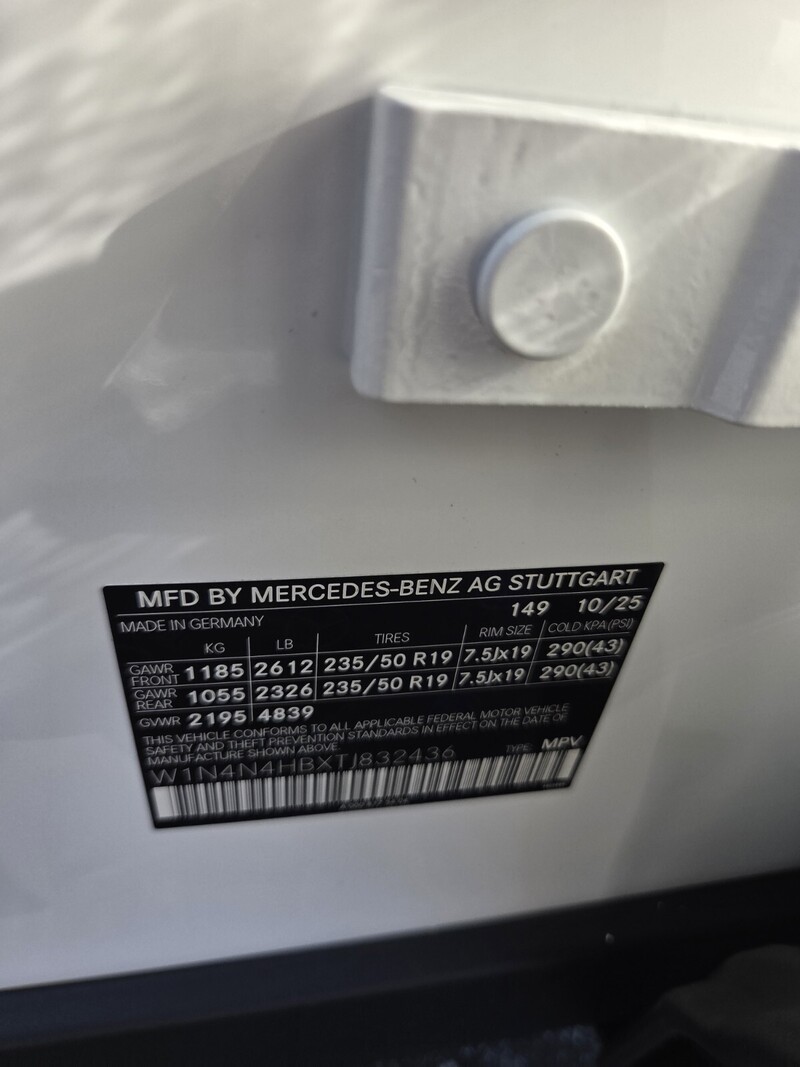 MFD BY MERCEDES-BENZ AG STUTTGART
MADE IN GERMANY 149 10/25
KG LB TIRES RIM SIZE COLD KPA(PSI)
GAWR FRONT 1185 2612 235/50 R19 7.5Jx19 290(43)
GAWR REAR 1055 2326 235/50 R19 7.5Jx19 290(43)
GVWR 2195 4839
THIS VEHICLE CONFORMS TO ALL APPLICABLE FEDERAL MOTOR VEHICLE
SAFETY AND THEFT PREVENTION STANDARDS IN EFFECT ON THE DATE OF
MANUFACTURE SHOWN ABOVE.
W1N4N4HBXTJ832436 TYPE: MPV